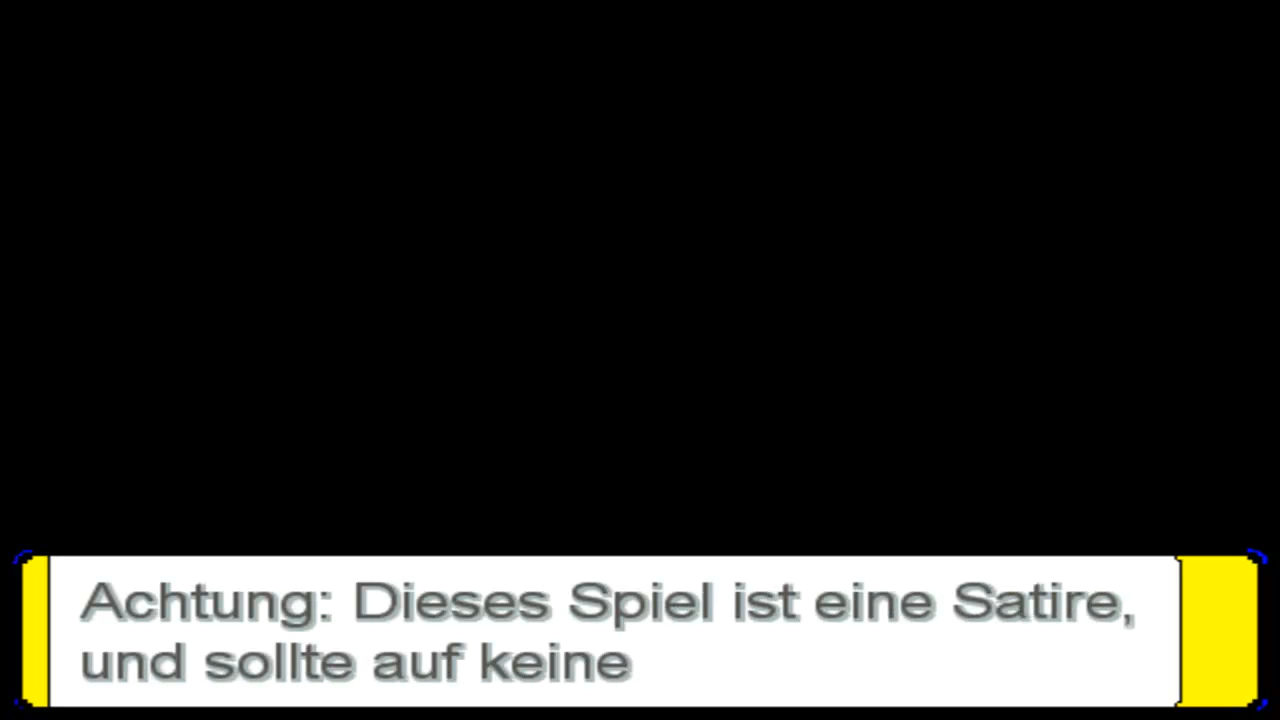 Achtung: Dieses Spiel ist eine Satire,
und sollte auf keine